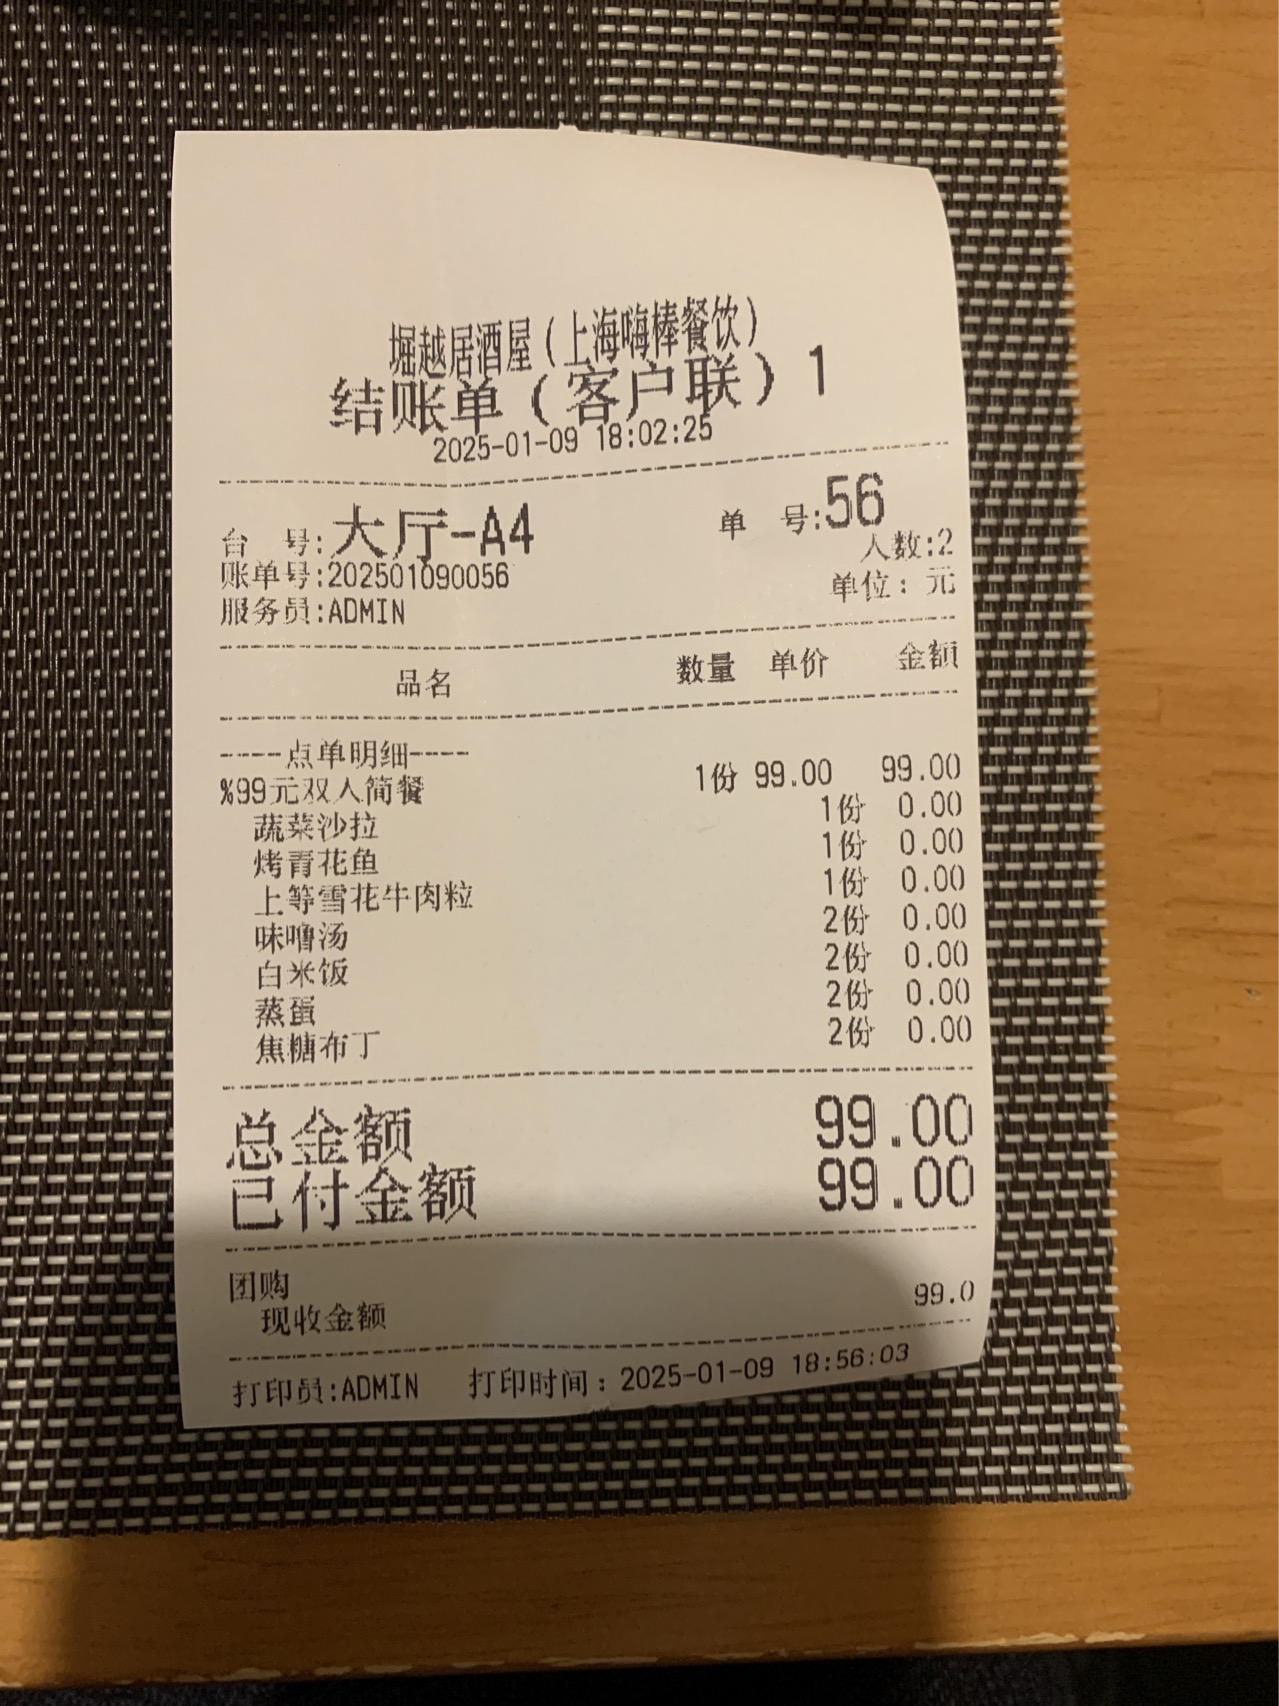 堀越居酒屋(上海嗨棒餐饮)
结账单(客户联)1
2025-01-09 18:02:25
台 号:大厅-A4 单 号:56
人数:2
账单号:202501090056
单位: 元
服务员:ADMIN
品名 数量 单价 金额
----点单明细----
%99元双人简餐 1份 99.00 99.00
蔬菜沙拉 1份 0.00
烤青花鱼 1份 0.00
上等雪花牛肉粒 1份 0.00
味噜汤 2份 0.00
白米饭 2份 0.00
蒸蛋 2份 0.00
焦糖布丁 2份 0.00
总金额 99.00
已付金额 99.00
团购
现收金额 99.0
打印员:ADMIN 打印时间: 2025-01-09 18:56:03